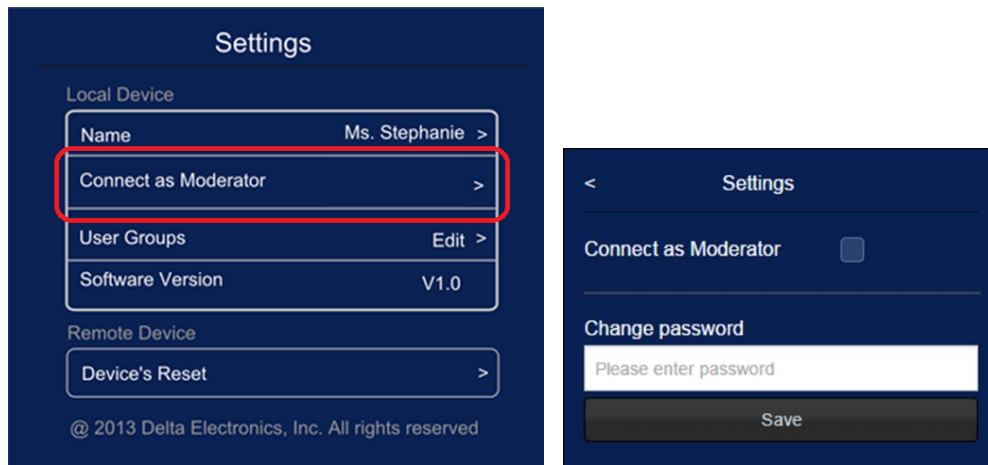 Settings
Local Device
Name Ms. Stephanie >
Connect as Moderator >
User Groups Edit >
Software Version V1.0
Remote Device
Device's Reset >
@ 2013 Delta Electronics, Inc. All rights reserved
< Settings
Connect as Moderator
Change password
Please enter password
Save